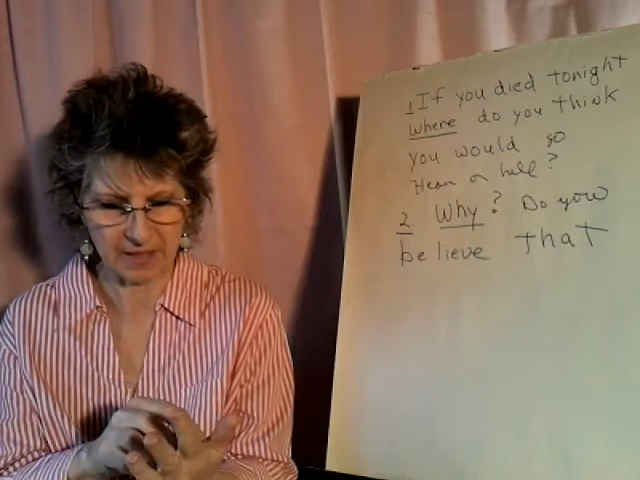 1 If you died tonight
where do you think
you would go
Heav or hell?
2 Why? Do you
believe that